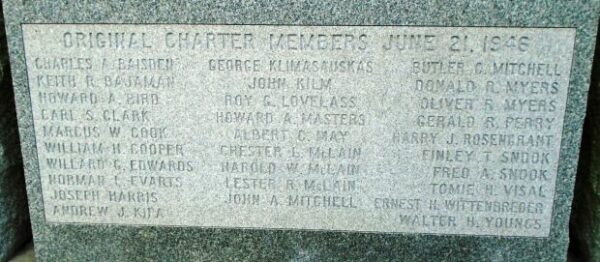 ORIGINAL CHARTER MEMBERS JUNE 21, 1946
CHARLES A. BAISDEN
KEITH R. BAJAMAN
HOWARD A. BIRD
CARL S. CLARK
MARCUS W. COOK
WILLIAM H. COOPER
WILLARD G. EDWARDS
NORMAN L. EVARTS
JOSEPH HARRIS
ANDREW J. KIPA
GEORGE KLIMASAUSKAS
JOHN KILM
ROY G. LOVELASS
HOWARD A. MASTERS
ALBERT C. MAY
CHESTER L. McLAIN
HAROLD W. McLAIN
LESTER R. McLAIN
JOHN A. MITCHELL
BUTLER C. MITCHELL
DONALD R. MYERS
OLIVER R. MYERS
GERALD R. PERRY
HARRY J. ROSENGRANT
FINLEY T. SNOOK
FRED A. SNOOK
TOMIE H. VISAL
ERNEST H. WITTENBREDER
WALTER H. YOUNGS